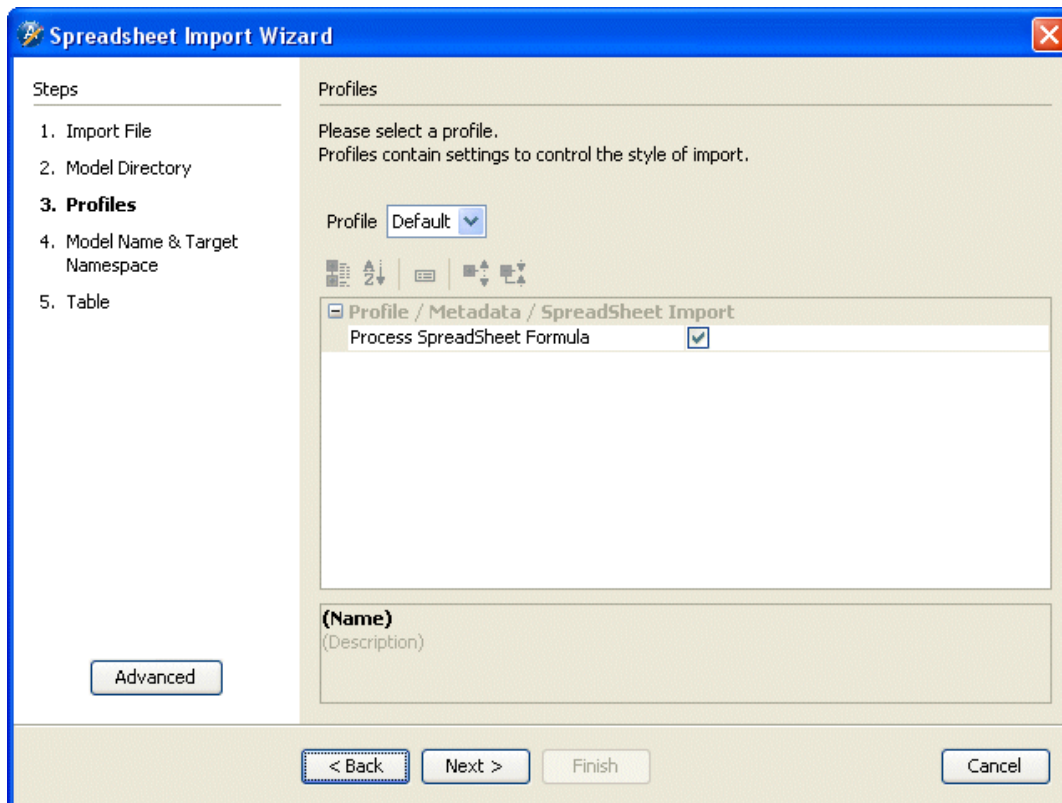 Spreadsheet Import Wizard
Steps
1. Import File
2. Model Directory
3. Profiles
4. Model Name & Target
Namespace
5. Table
Advanced
Profiles
Please select a profile.
Profiles contain settings to control the style of import.
Profile Default
Profile / Metadata / SpreadSheet Import
Process SpreadSheet Formula
(Name)
(Description)
< Back Next > Finish Cancel